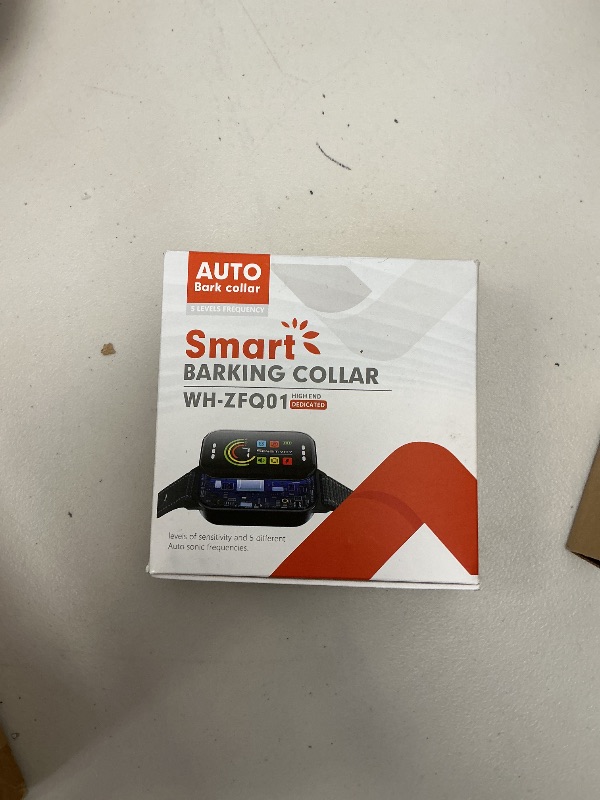 AUTO
Bark collar
5 LEVELS FREQUENCY
Smart
BARKING COLLAR
WH-ZFQ01 HIGH END
DEDICATED
levels of sensitivity and 5 different
Auto sonic frequencies.